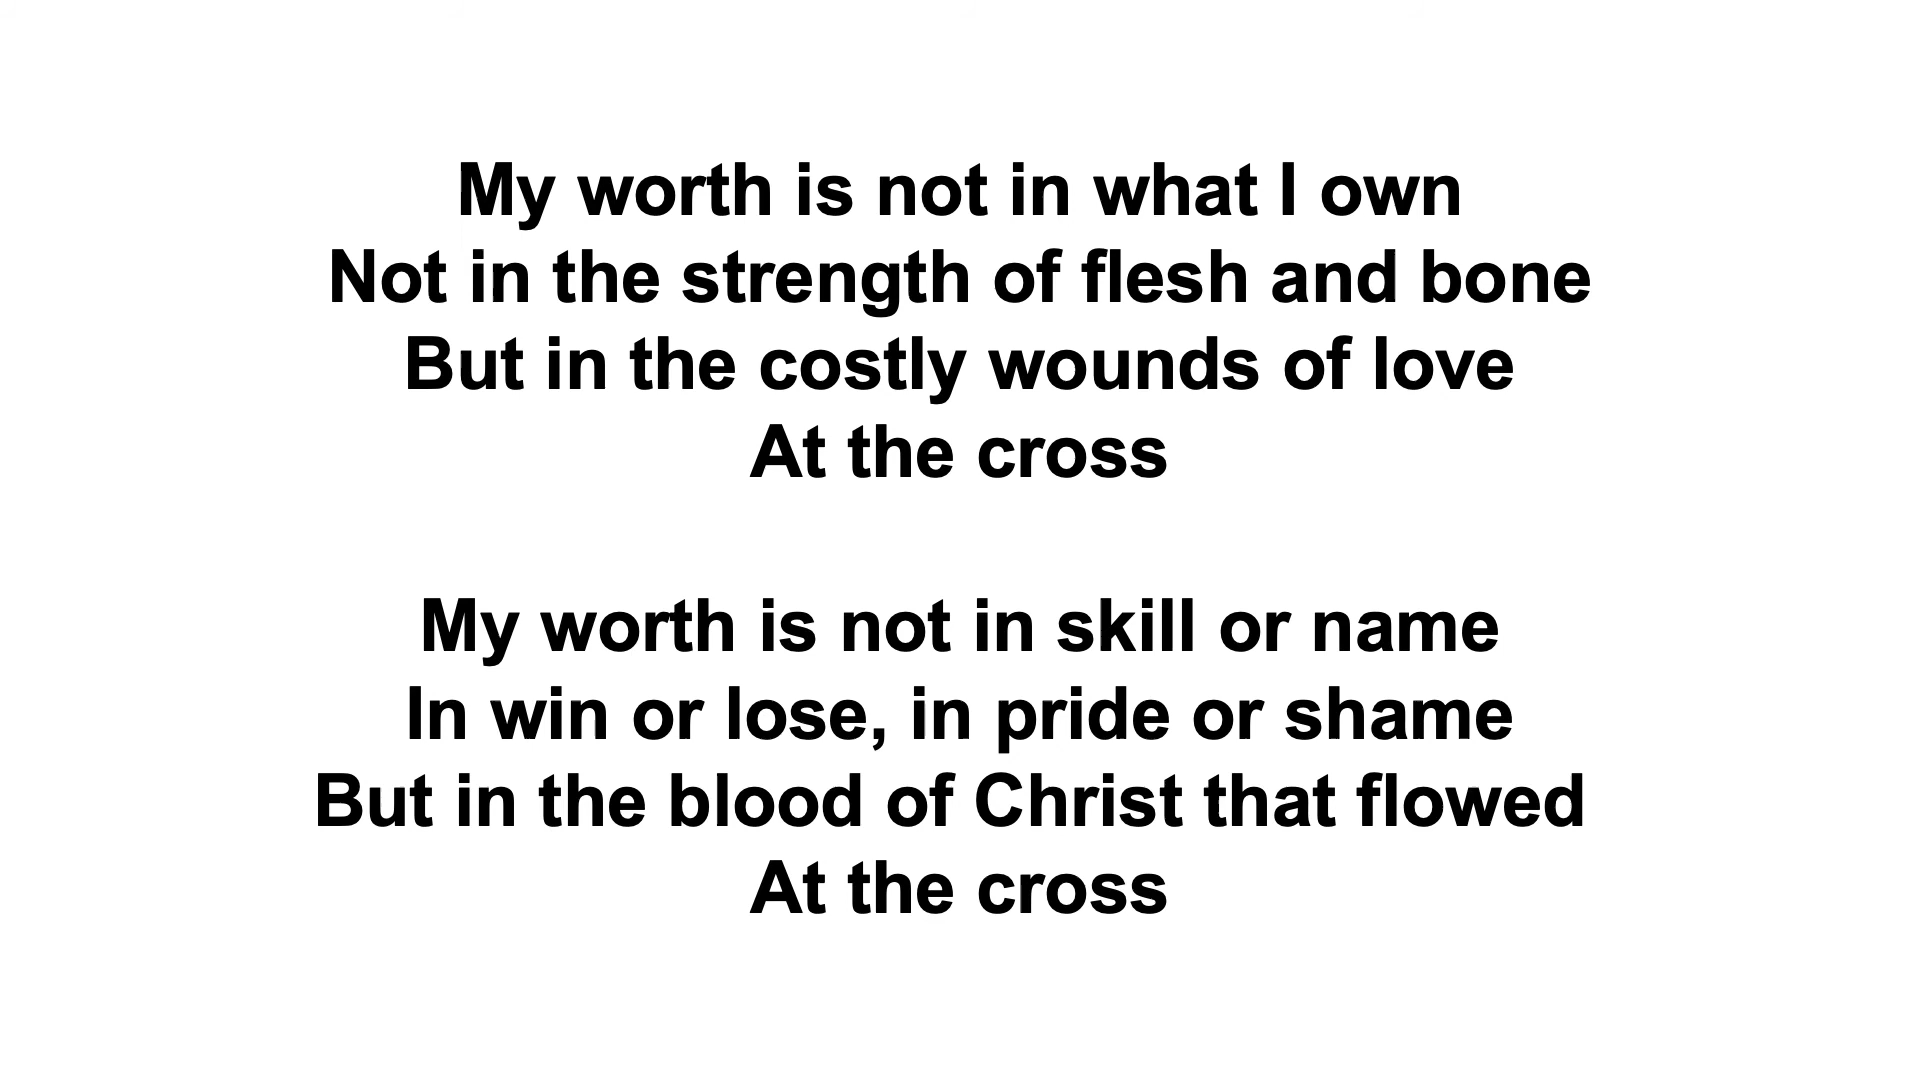 My worth is not in what I own
Not in the strength of flesh and bone
But in the costly wounds of love
At the cross
My worth is not in skill or name
In win or lose, in pride or shame
But in the blood of Christ that flowed
At the cross